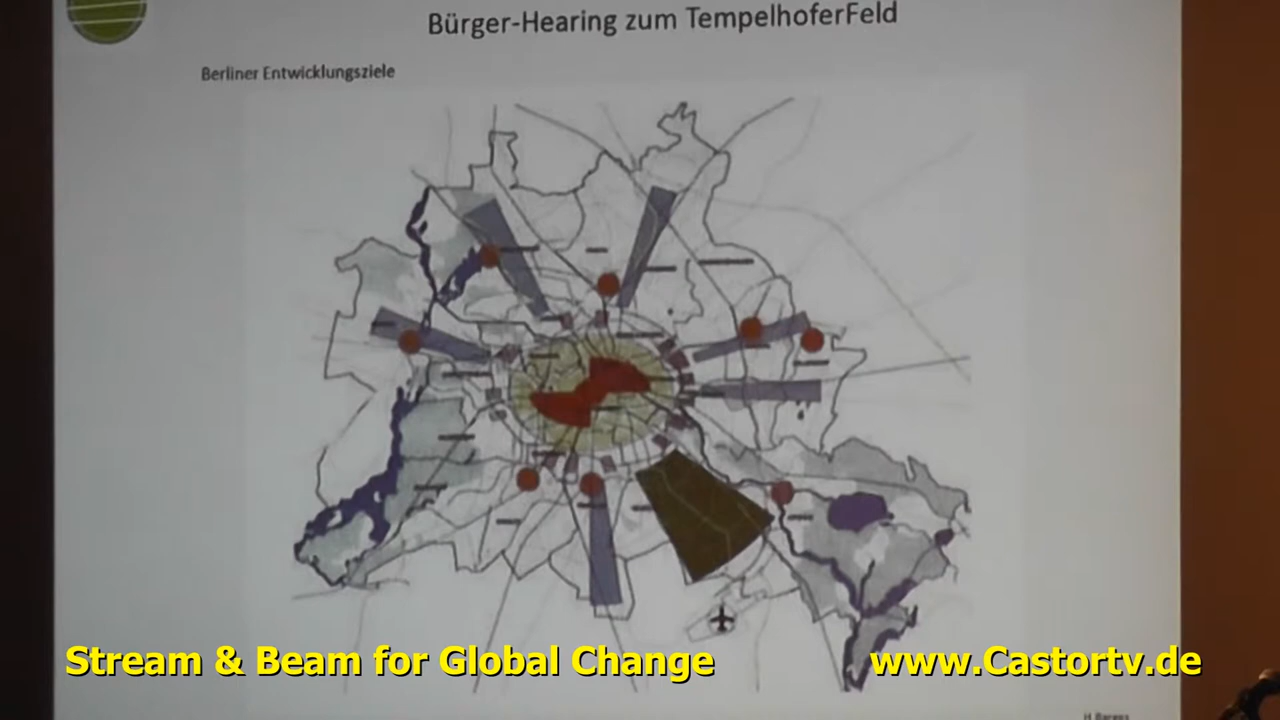 Bürger-Hearing zum TempelhoferFeld
Berliner Entwicklungsziele
Stream & Beam for Global Change
www.Castortv.de